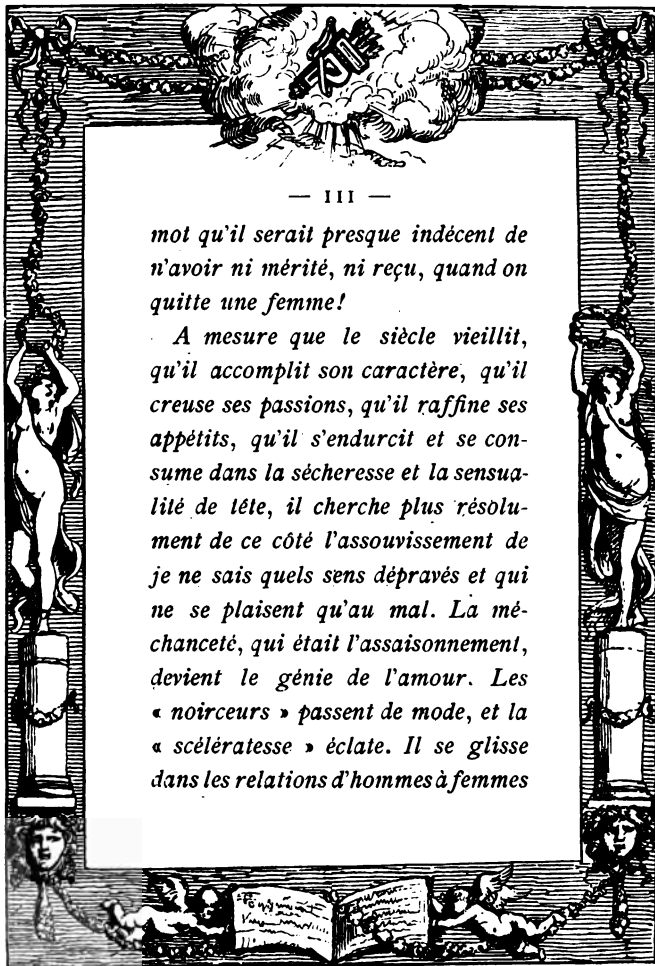 — III —
mot qu'il serait presque indécent de
n'avoir ni mérité, ni reçu, quand on
quitte une femme!
A mesure que le siècle vieillit,
qu'il accomplit son caractère, qu'il
creuse ses passions, qu'il raffine ses
appétits, qu'il s'endurcit et se con-
sume dans la sécheresse et la sensua-
lité de tête, il cherche plus résolu-
ment de ce côté l'assouvissement de
je ne sais quels sens dépravés et qui
ne se plaisent qu'au mal. La mé-
chanceté, qui était l'assaisonnement,
devient le génie de l'amour. Les
« noirceurs » passent de mode, et la
« scélératesse » éclate. Il se glisse
dans les relations d'hommes à femmes